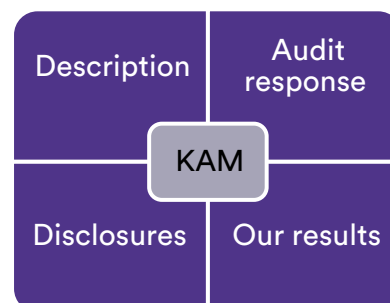 Description
Audit
response
KAM
Disclosures
Our results